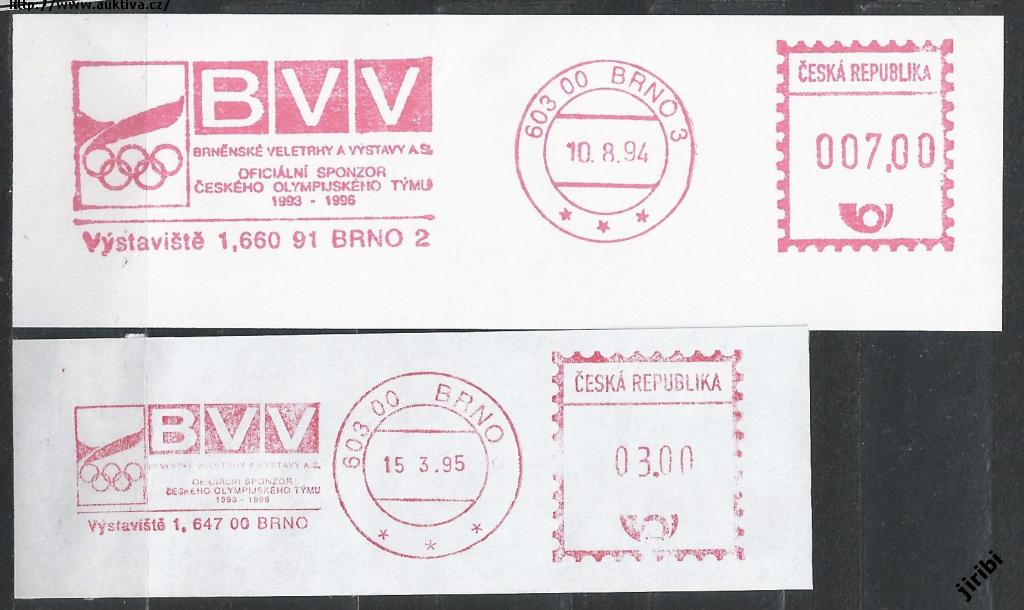 http://www.auktiva.cz/
BVV
BRNĚNSKÉ VELETRHY A VÝSTAVY A.S.
OFICIÁLNÍ SPONZOR
ČESKÉHO OLYMPIJSKÉHO TÝMU
1993 - 1996
Výstaviště 1,660 91 BRNO 2
603 00 BRNO 3
10. 8.94
ČESKÁ REPUBLIKA
007,00
BVV
BRNĚNSKÉ VELETRHY A VÝSTAVY A.S.
OFICIÁLNÍ SPONZOR
ČESKÉHO OLYMPIJSKÉHO TÝMU
1993 - 1996
Výstaviště 1, 647 00 BRNO
603 00 BRNO 3
15 3.95
ČESKÁ REPUBLIKA
03.00
jiribi